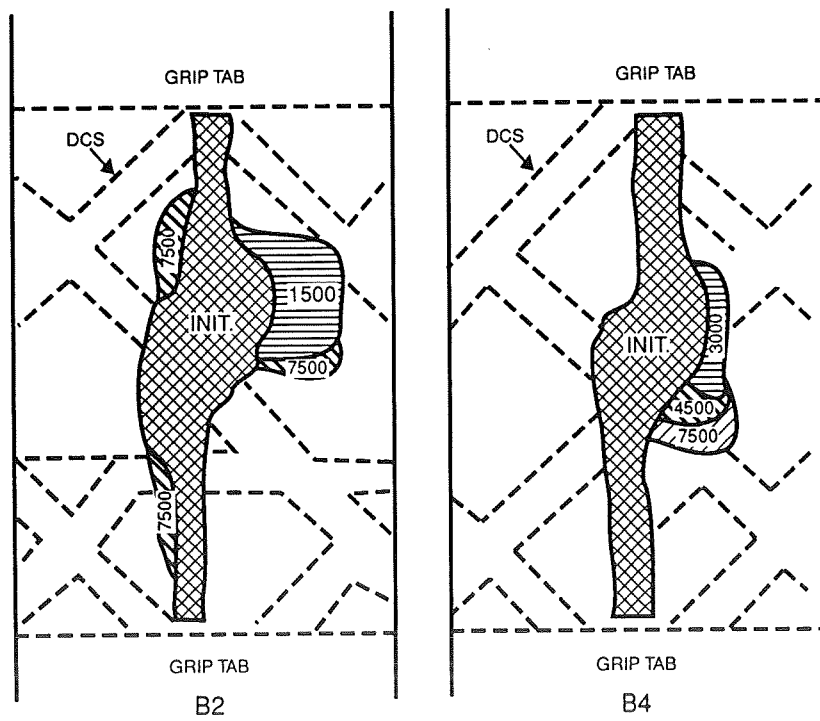 GRIP TAB
DCS
7500
1500
INIT.
7500
7500
GRIP TAB
B2
GRIP TAB
DCS
3000
INIT.
4500
7500
GRIP TAB
B4